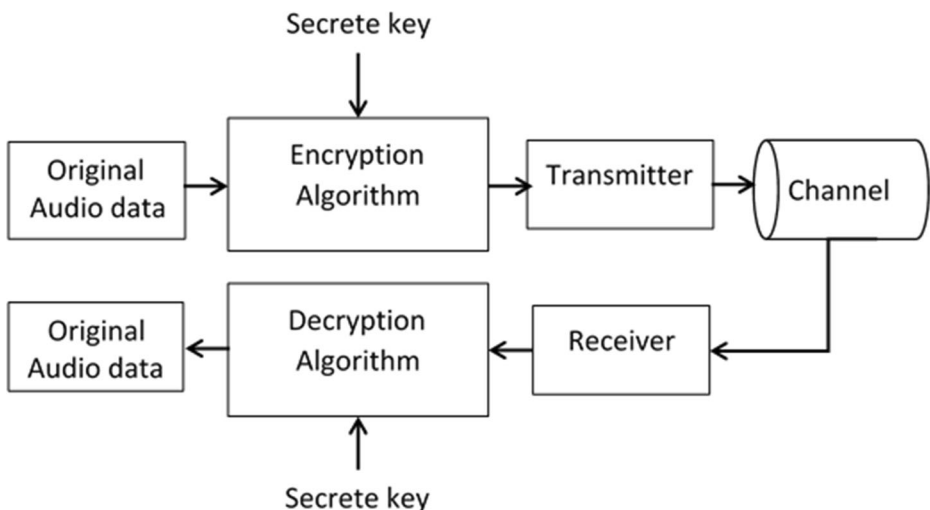 Secrete key
Original
Audio data
Encryption
Algorithm
Transmitter
Channel
Original
Audio data
Decryption
Algorithm
Receiver
Secrete key